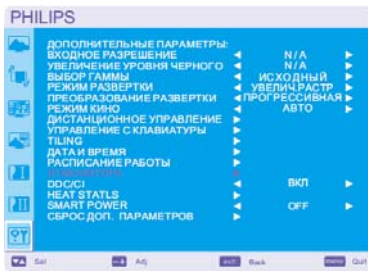 PHILIPS
ДОПОЛНИТЕЛЬНЫЕ ПАРАМЕТРЫ:
ВХОДНОЕ РАЗРЕШЕНИЕ N/A
УВЕЛИЧЕНИЕ УРОВНЯ ЧЕРНОГО N/A
ВЫБОР ГАММЫ ИСХОДНЫЙ
РЕЖИМ РАЗВЕРТКИ УВЕЛИЧ.РАСТР
ПРЕОБРАЗОВАНИЕ РАЗВЕРТКИ ПРОГРЕССИВНАЯ
РЕЖИМ КИНО АВТО
ДИСТАНЦИОННОЕ УПРАВЛЕНИЕ
УПРАВЛЕНИЕ С КЛАВИАТУРЫ
TILING
ДАТА И ВРЕМЯ
РАСПИСАНИЕ РАБОТЫ
DDC/CI ВКЛ
HEAT STATLS
SMART POWER OFF
СБРОС ДОП. ПАРАМЕТРОВ
Sel Adj exit Back menu Quit